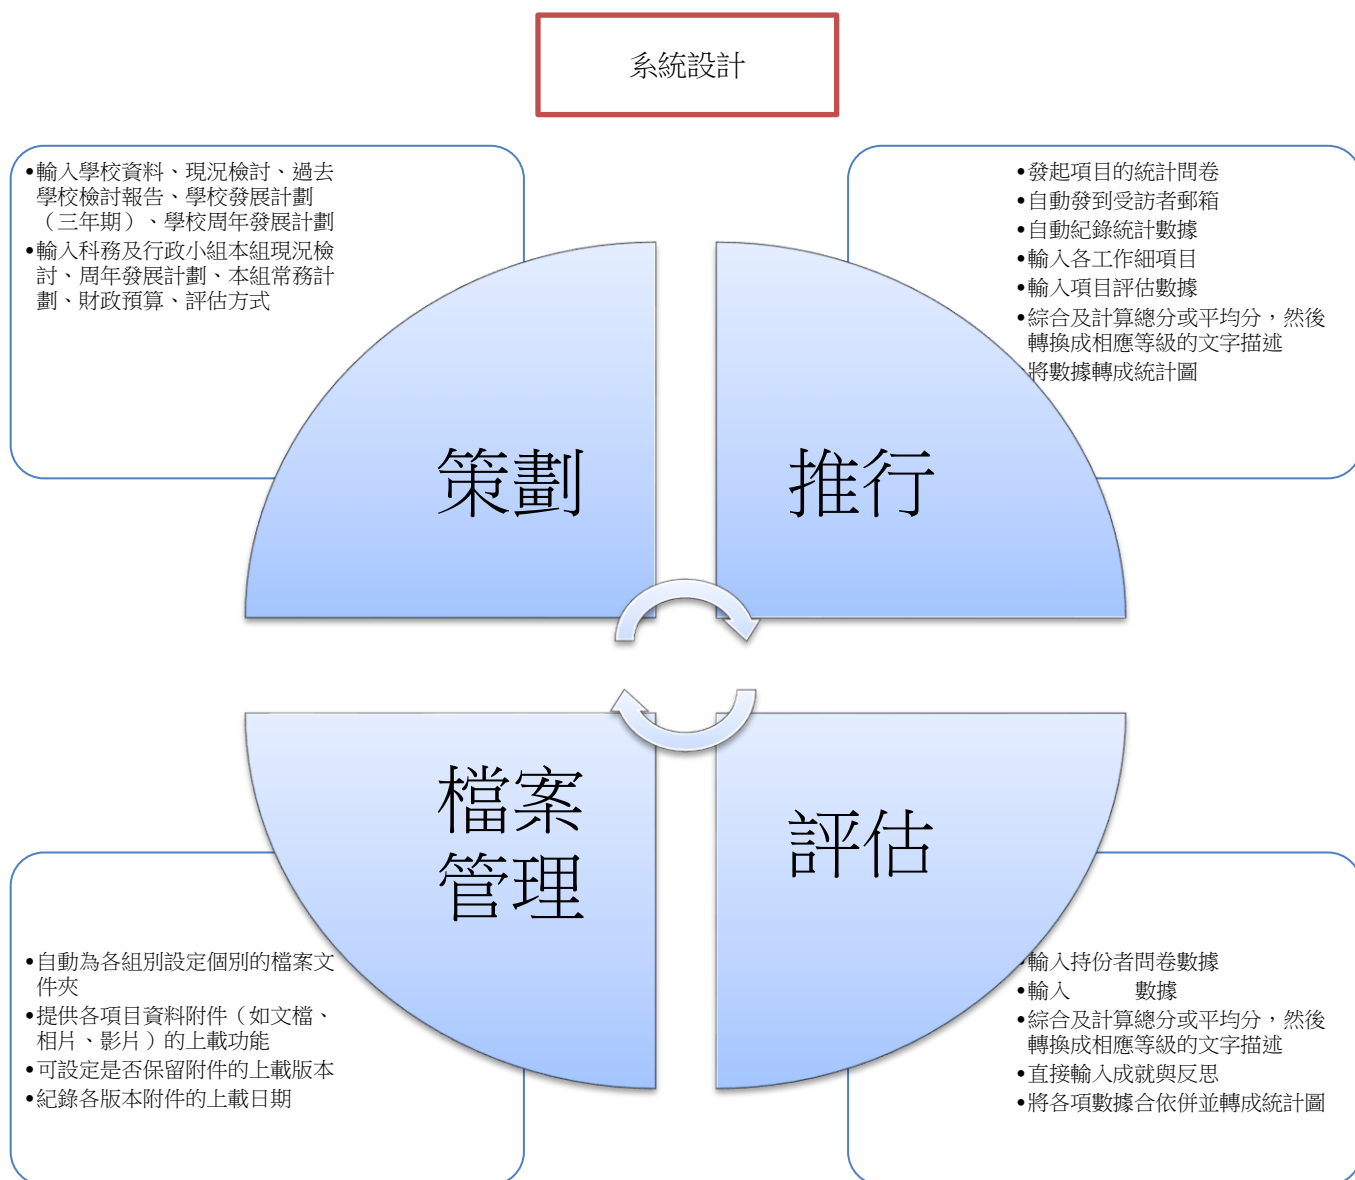 系統設計
•輸入學校資料、現況檢討、過去
學校檢討報告、學校發展計劃
（三年期）、學校周年發展計劃
•輸入科務及行政小組本組現況檢
討、周年發展計劃、本組常務計
劃、財政預算、評估方式
•發起項目的統計問卷
•自動發到受訪者郵箱
•自動紀錄統計數據
•輸入各工作細項目
•輸入項目評估數據
•綜合及計算總分或平均分，然後
轉換成相應等級的文字描述
將數據轉成統計圖
策劃
推行
檔案
管理
評估
•自動為各組別設定個別的檔案文
件夾
•提供各項目資料附件（如文檔、
相片、影片）的上載功能
•可設定是否保留附件的上載版本
•紀錄各版本附件的上載日期
輸入持份者問卷數據
•輸入 數據
•綜合及計算總分或平均分，然後
轉換成相應等級的文字描述
•直接輸入成就與反思
•將各項數據合依併並轉成統計圖